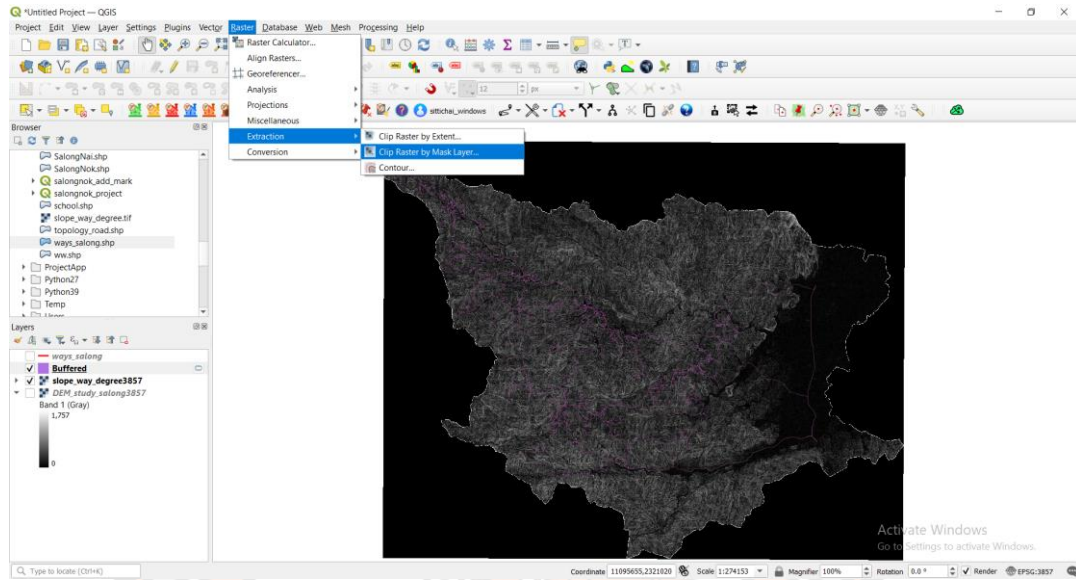 *Untitled Project — QGIS
Project Edit View Layer Settings Plugins Vector Raster Database Web Mesh Processing Help
Raster Calculator...
Align Rasters...
Georeferencer...
Analysis
Projections
Miscellaneous
Extraction
Conversion
Clip Raster by Extent...
Clip Raster by Mask Layer...
Contour...
12
px
sittichai_windows
Browser
SalongNai.shp
SalongNok.shp
salongnok_add_mark
salongnok_project
school.shp
slope_way_degree.tif
topology_road.shp
ways_salong.shp
ww.shp
ProjectApp
Python27
Python39
Temp
Users
Layers
ways_salong
Buffered
slope_way_degree3857
DEM_study_salong3857
Band 1 (Gray)
1,757
0
Activate Windows
Go to Settings to activate Windows.
Type to locate (Ctrl+K)
Coordinate 11095655,2321020 Scale 1:274153 Magnifier 100% Rotation 0.0 ° Render EPSG:3857